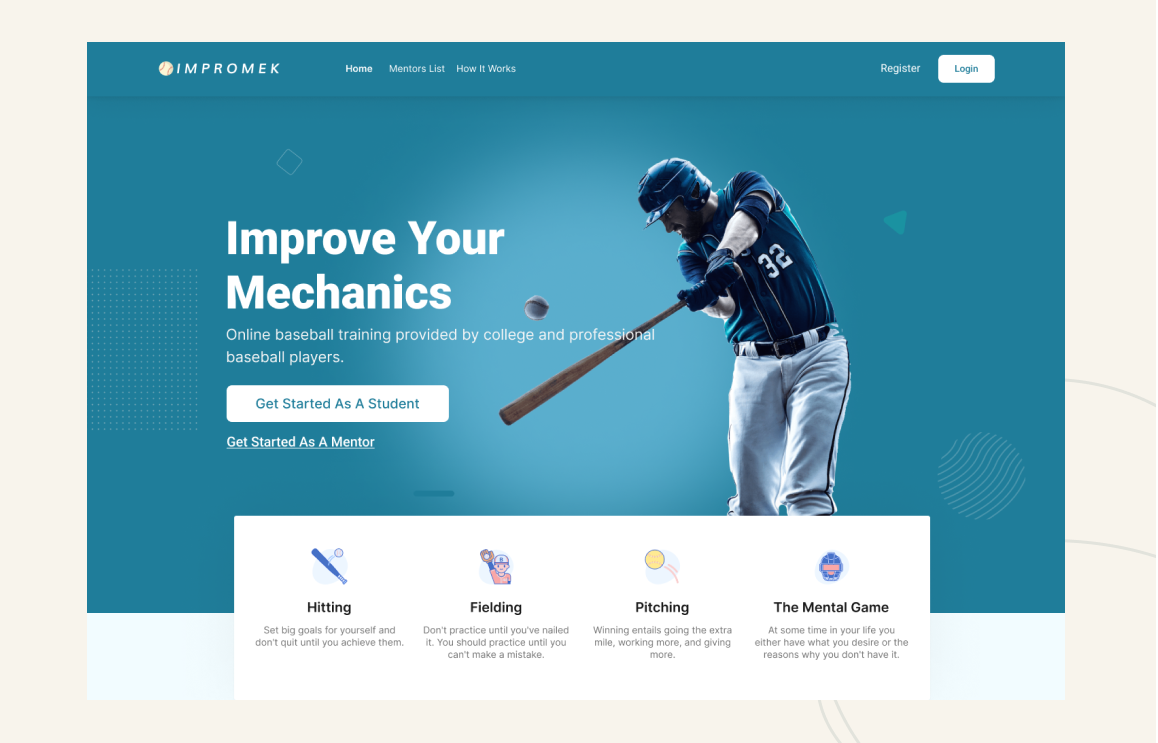 IMPROMEK
Home Mentors List How It Works
Register Login
Improve Your
Mechanics
Online baseball training provided by college and professional
baseball players.
Get Started As A Student
Get Started As A Mentor
32
Hitting
Set big goals for yourself and
don't quit until you achieve them.
Fielding
Don't practice until you've nailed
it. You should practice until you
can't make a mistake.
Pitching
Winning entails going the extra
mile, working more, and giving
more.
The Mental Game
At some time in your life you
either have what you desire or the
reasons why you don't have it.